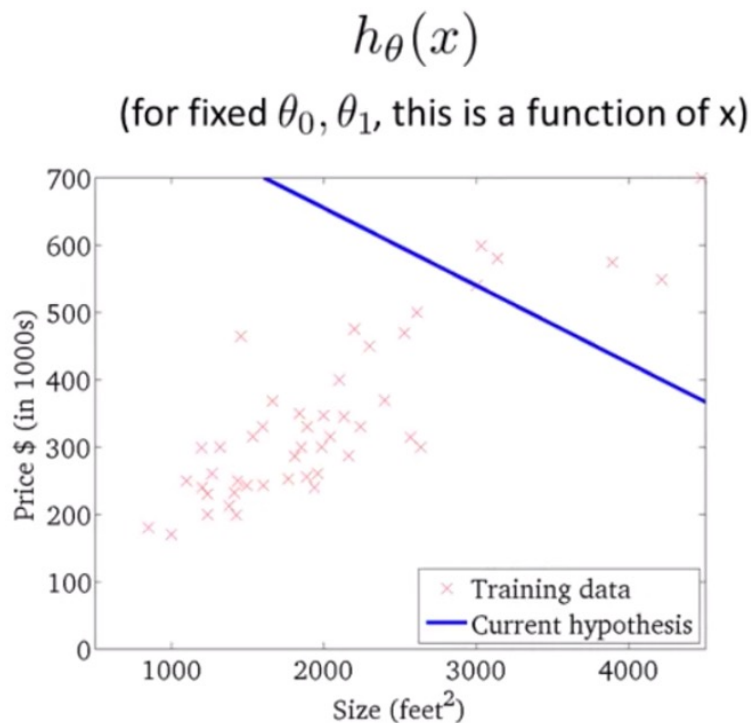 hθ(x)
(for fixed θ0, θ1, this is a function of x)
700
600
500
400
300
200
100
0
Price $ (in 1000s)
1000 2000 3000 4000
Size (feet²)
Training data
Current hypothesis